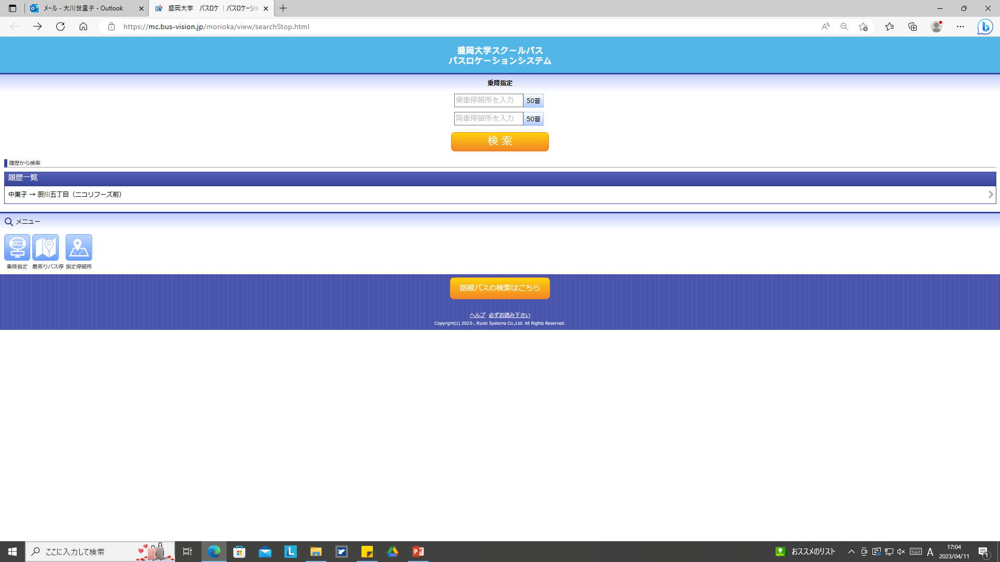 メール - 大川世里子 - Outlook
盛岡大学 バスロケ | バスロケーショ
https://mc.bus-vision.jp/morioka/view/searchStop.html
盛岡大学スクールバス
バスロケーションシステム
乗降指定
乗車停留所を入力 50音
降車停留所を入力 50音
検 索
履歴から検索
履歴一覧
中巣子 → 厨川五丁目（ニコリフーズ前）
メニュー
バス停
乗降指定 最寄りバス停 指定停留所
路線バスの検索はこちら
ヘルプ 必ずお読み下さい
Copyright(c) 2023-, Ryobi Systems Co.,Ltd. All Rights Reserved.
ここに入力して検索
おススメのリスト
A
17:04
2023/04/11
1